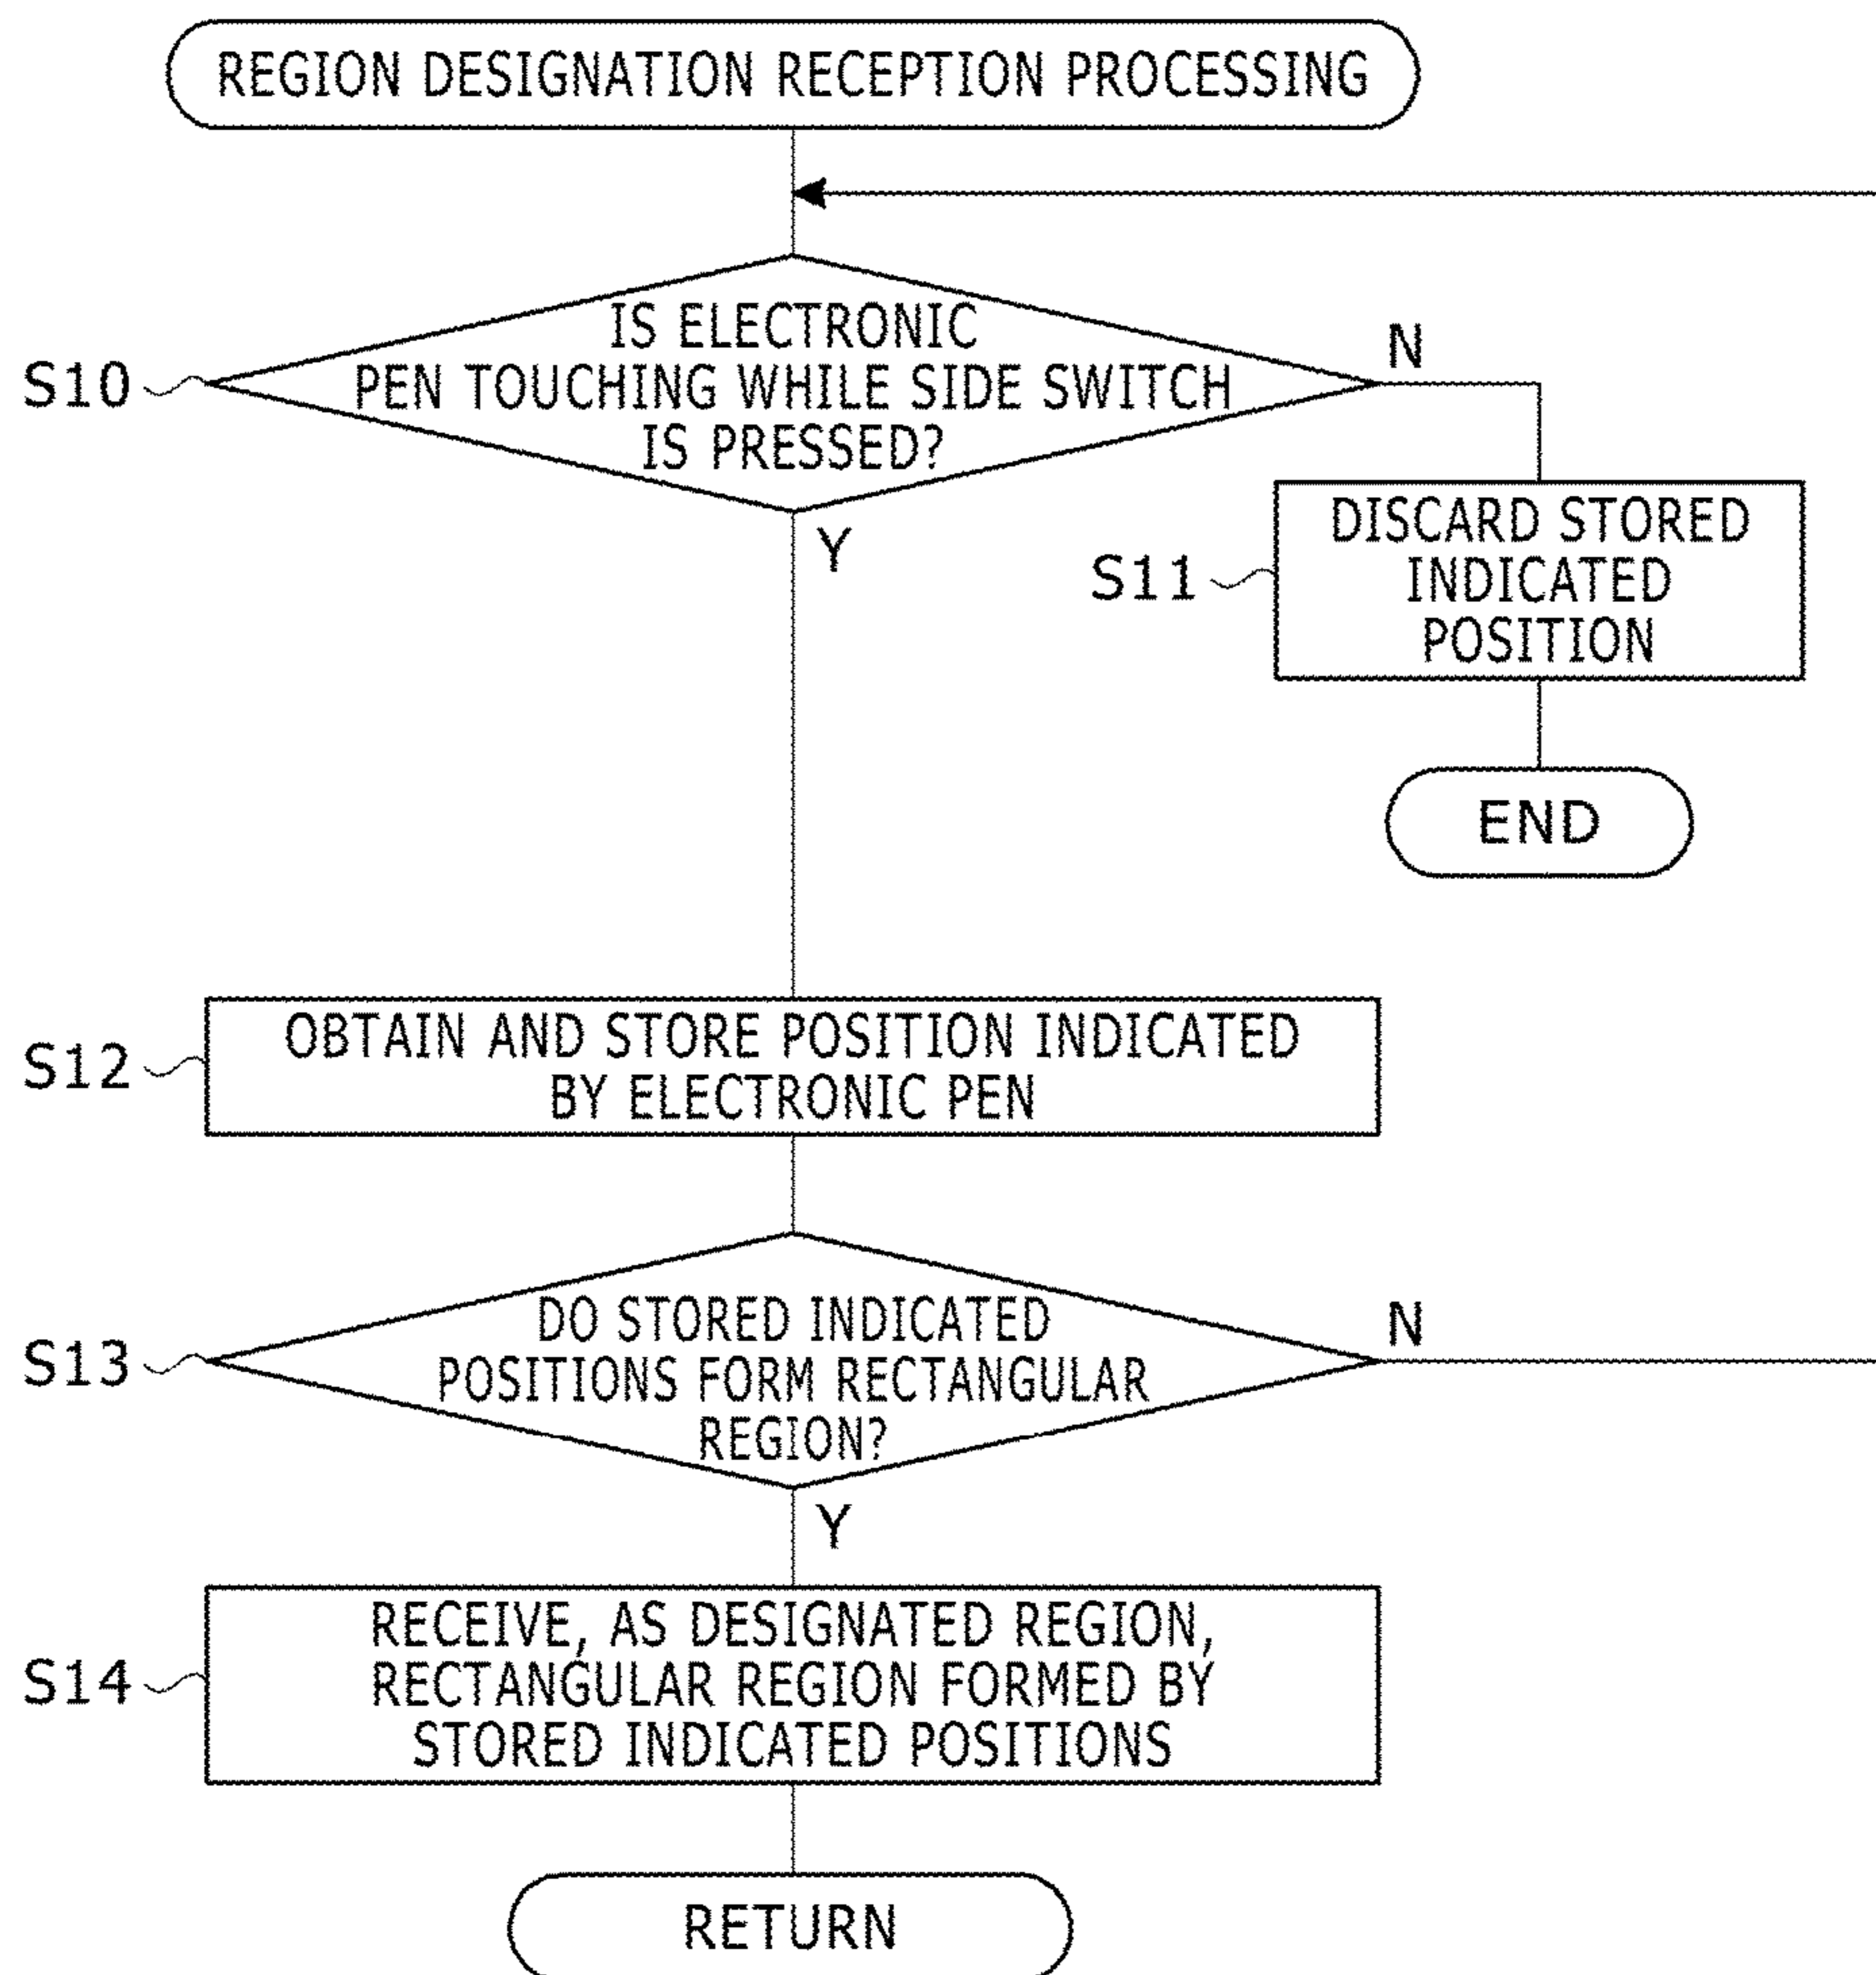 REGION DESIGNATION RECEPTION PROCESSING
S10
IS ELECTRONIC
PEN TOUCHING WHILE SIDE SWITCH
IS PRESSED?
N
Y
S11
DISCARD STORED
INDICATED
POSITION
END
S12
OBTAIN AND STORE POSITION INDICATED
BY ELECTRONIC PEN
S13
DO STORED INDICATED
POSITIONS FORM RECTANGULAR
REGION?
N
Y
S14
RECEIVE, AS DESIGNATED REGION,
RECTANGULAR REGION FORMED BY
STORED INDICATED POSITIONS
RETURN